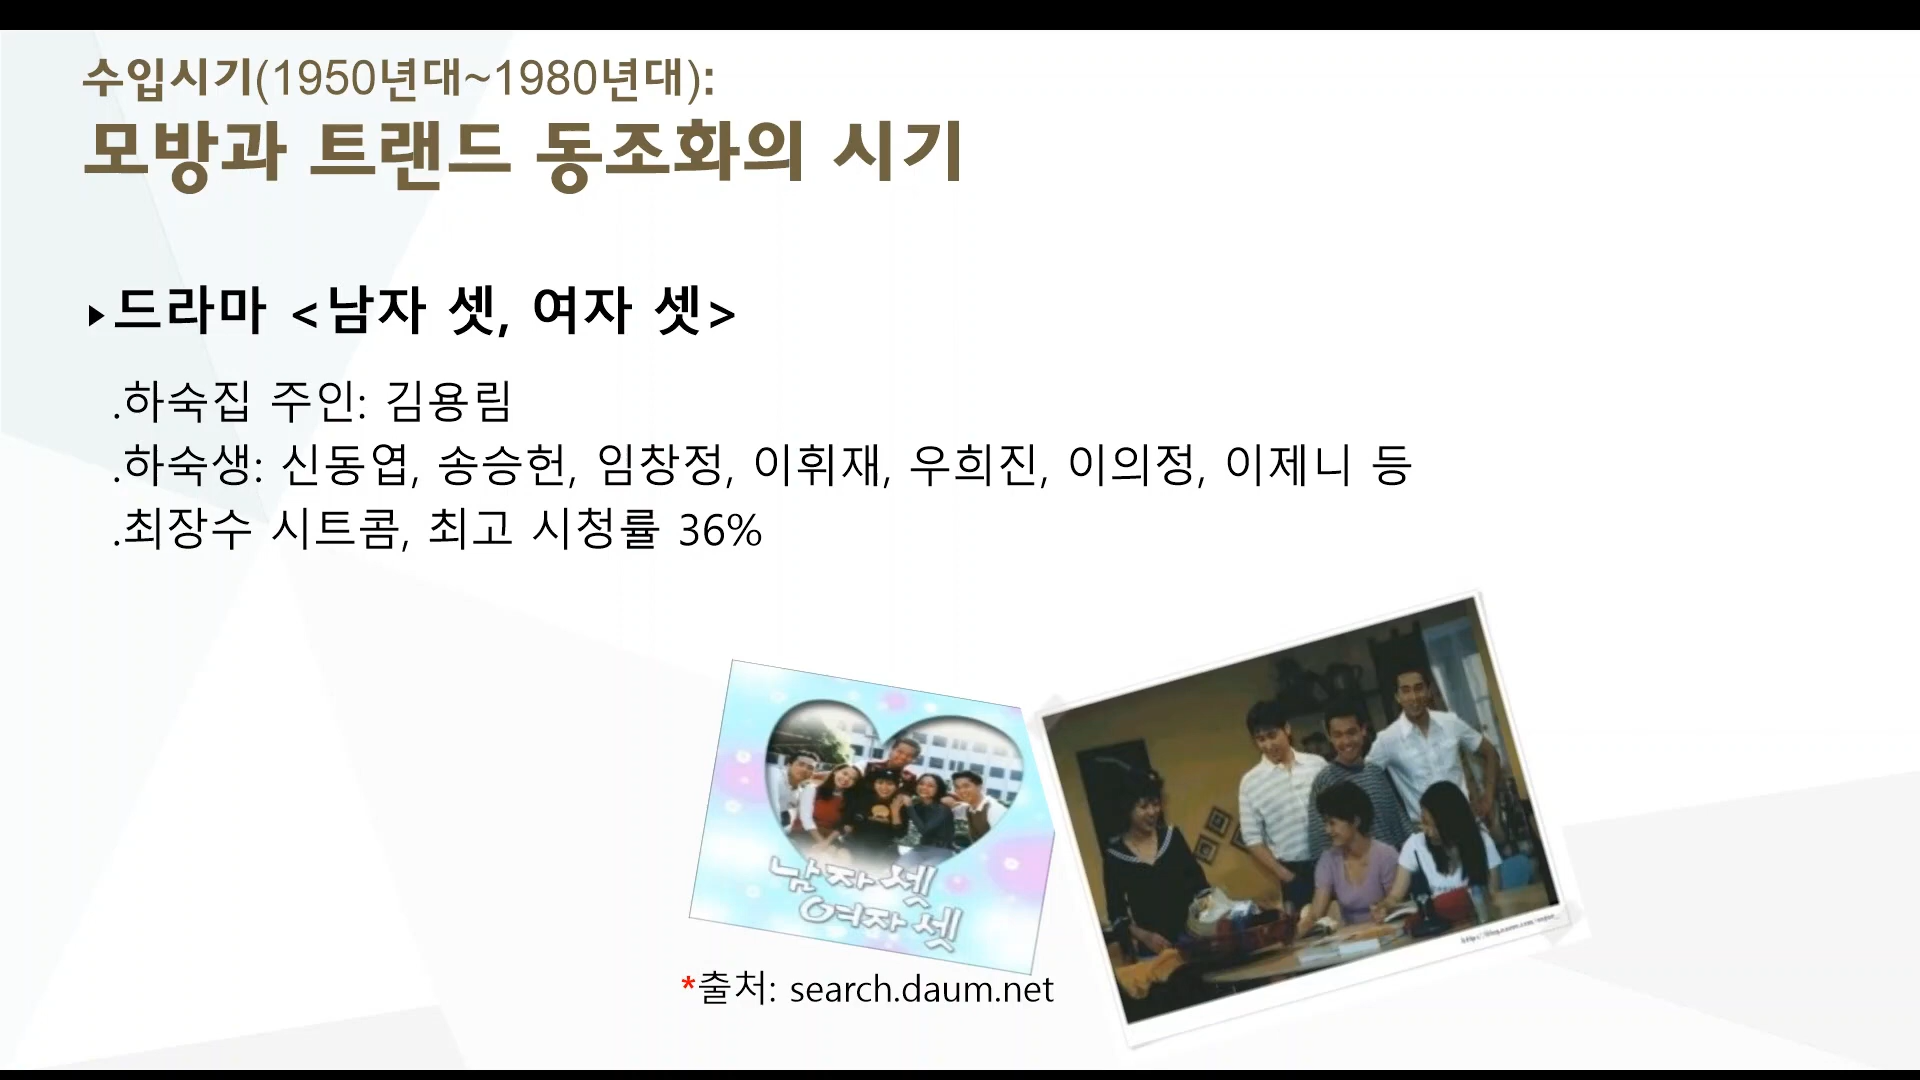 수입시기(1950년대~1980년대):
모방과 트랜드 동조화의 시기
▸드라마 <남자 셋, 여자 셋>
.하숙집 주인: 김용림
.하숙생: 신동엽, 송승헌, 임창정, 이휘재, 우희진, 이의정, 이제니 등
.최장수 시트콤, 최고 시청률 36%
남자 셋
여자 셋
*출처: search.daum.net